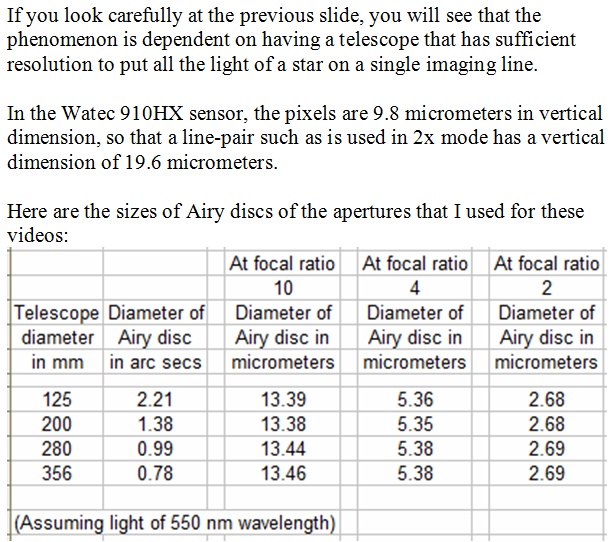 If you look carefully at the previous slide, you will see that the
phenomenon is dependent on having a telescope that has sufficient
resolution to put all the light of a star on a single imaging line.
In the Watec 910HX sensor, the pixels are 9.8 micrometers in vertical
dimension, so that a line-pair such as is used in 2x mode has a vertical
dimension of 19.6 micrometers.
Here are the sizes of Airy discs of the apertures that I used for these
videos:
At focal ratio At focal ratio At focal ratio
10 4 2
Telescope Diameter of Diameter of Diameter of Diameter of
diameter Airy disc Airy disc in Airy disc in Airy disc in
in mm in arc secs micrometers micrometers micrometers
125 2.21 13.39 5.36 2.68
200 1.38 13.38 5.35 2.68
280 0.99 13.44 5.38 2.69
356 0.78 13.46 5.38 2.69
(Assuming light of 550 nm wavelength)